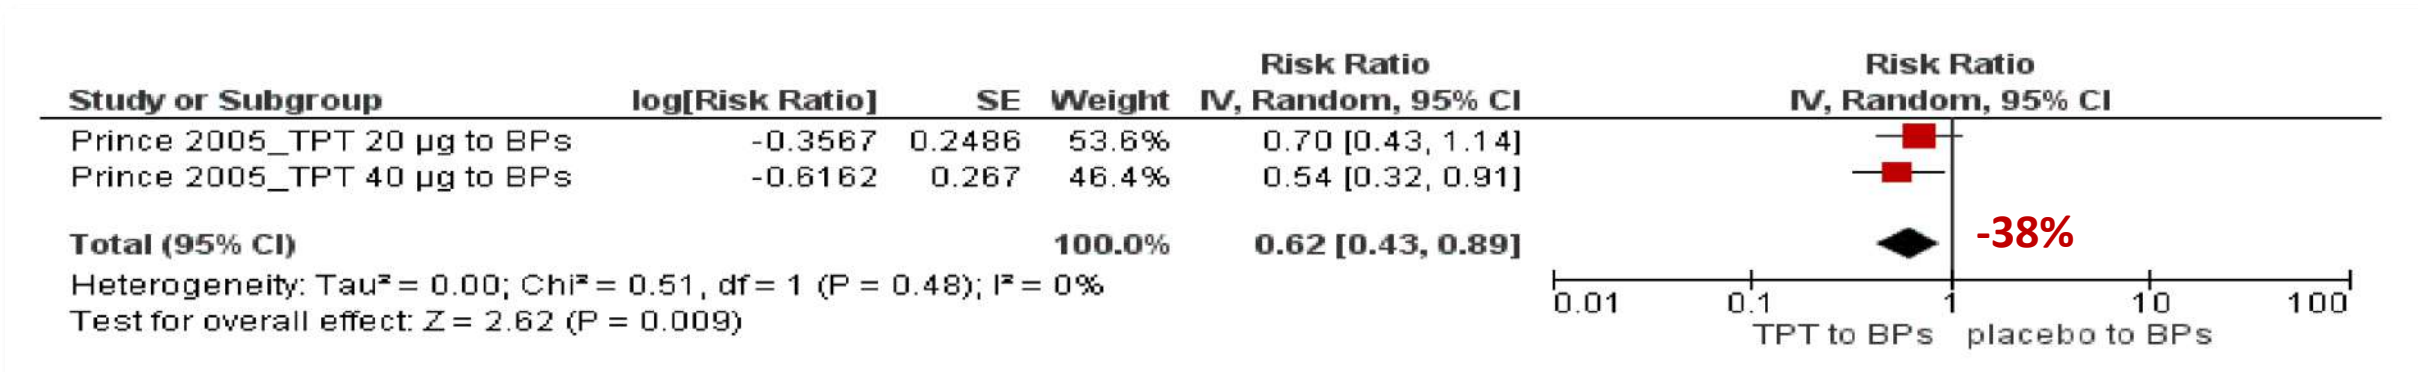 Risk Ratio Risk Ratio
Study or Subgroup log[Risk Ratio] SE Weight IV, Random, 95% CI IV, Random, 95% CI
Prince 2005_TPT 20 µg to BPs -0.3567 0.2486 53.6% 0.70 [0.43, 1.14]
Prince 2005_TPT 40 µg to BPs -0.6162 0.267 46.4% 0.54 [0.32, 0.91]
Total (95% CI) 100.0% 0.62 [0.43, 0.89] -38%
Heterogeneity: Tau² = 0.00; Chi² = 0.51, df = 1 (P = 0.48); I² = 0%
Test for overall effect: Z = 2.62 (P = 0.009)
0.01 0.1 1 10 100
TPT to BPs placebo to BPs